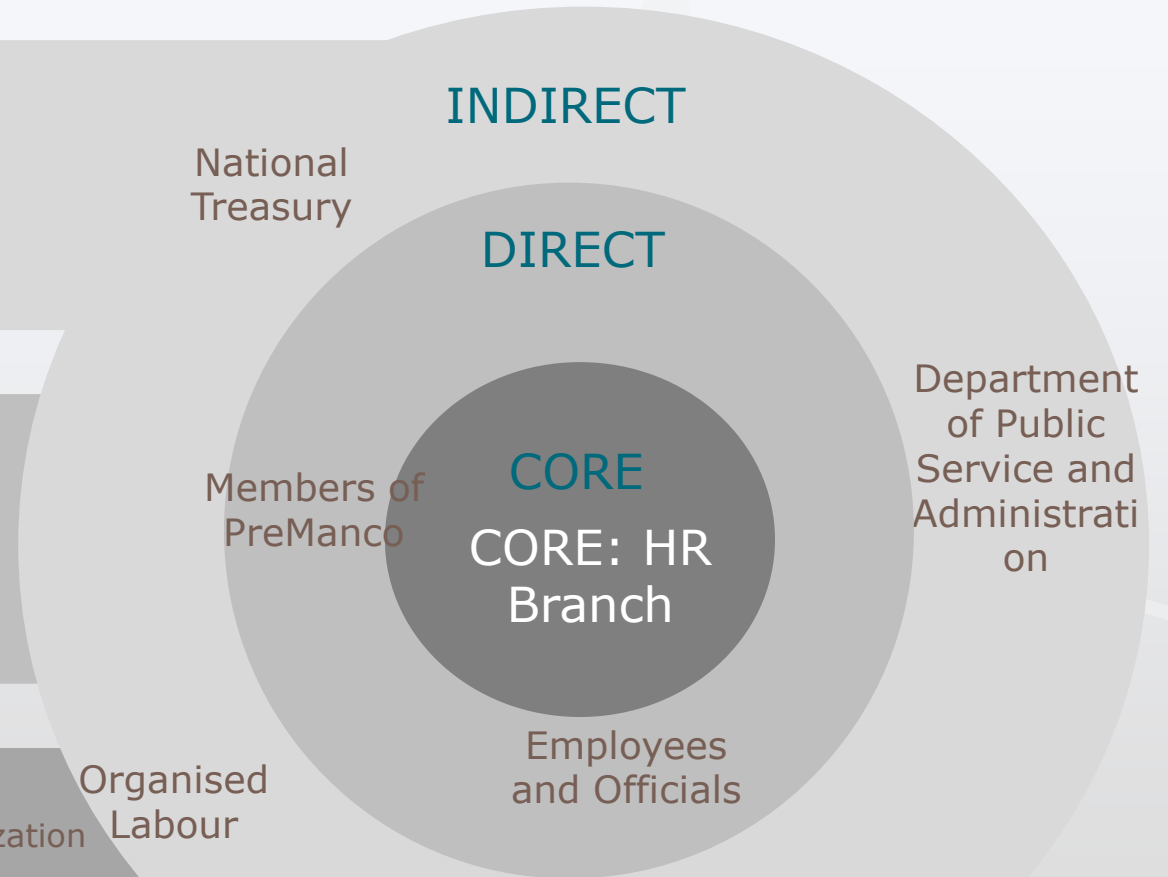 INDIRECT
National
Treasury
DIRECT
Department
of Public
Service and
Administrati
on
Members of
PreManco
CORE
CORE: HR
Branch
Employees
and Officials
Organised
Labour
zation